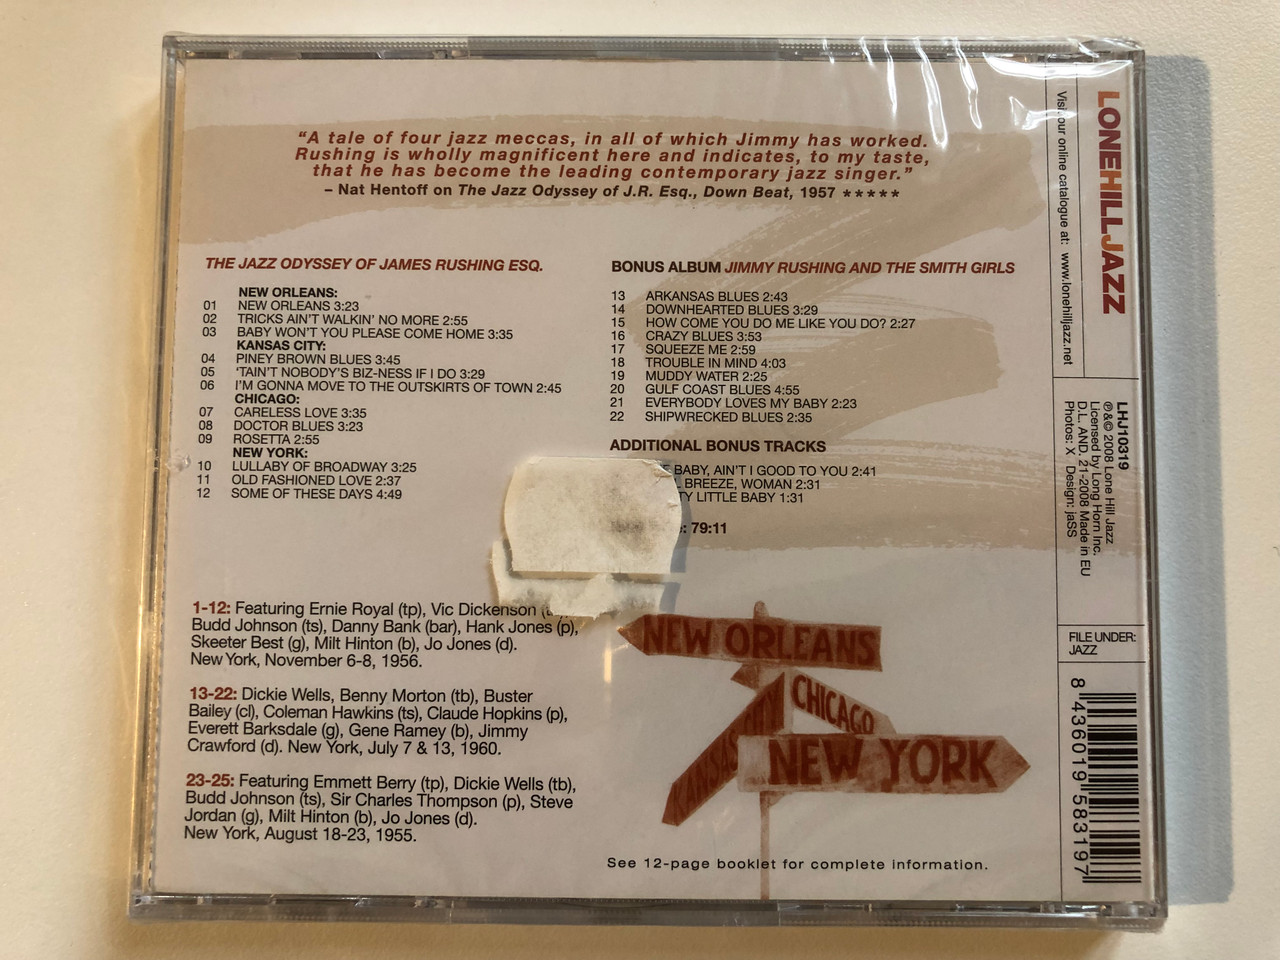 “A tale of four jazz meccas, in all of which Jimmy has worked.
Rushing is wholly magnificent here and indicates, to my taste,
that he has become the leading contemporary jazz singer.”
– Nat Hentoff on The Jazz Odyssey of J.R. Esq., Down Beat, 1957 ★★★★★
THE JAZZ ODYSSEY OF JAMES RUSHING ESQ.
NEW ORLEANS:
01 NEW ORLEANS 3:23
02 TRICKS AIN'T WALKIN' NO MORE 2:55
03 BABY WON'T YOU PLEASE COME HOME 3:35
KANSAS CITY:
04 PINEY BROWN BLUES 3:45
05 'TAIN'T NOBODY'S BIZ-NESS IF I DO 3:29
06 I'M GONNA MOVE TO THE OUTSKIRTS OF TOWN 2:45
CHICAGO:
07 CARELESS LOVE 3:35
08 DOCTOR BLUES 3:23
09 ROSETTA 2:55
NEW YORK:
10 LULLABY OF BROADWAY 3:25
11 OLD FASHIONED LOVE 2:37
12 SOME OF THESE DAYS 4:49
BONUS ALBUM JIMMY RUSHING AND THE SMITH GIRLS
13 ARKANSAS BLUES 2:43
14 DOWNHEARTED BLUES 3:29
15 HOW COME YOU DO ME LIKE YOU DO? 2:27
16 CRAZY BLUES 3:53
17 SQUEEZE ME 2:59
18 TROUBLE IN MIND 4:03
19 MUDDY WATER 2:25
20 GULF COAST BLUES 4:55
21 EVERYBODY LOVES MY BABY 2:23
22 SHIPWRECKED BLUES 2:35
ADDITIONAL BONUS TRACKS
BABY, AIN'T I GOOD TO YOU 2:41
BREEZE, WOMAN 2:31
LITTLE BABY 1:31
79:11
1-12: Featuring Ernie Royal (tp), Vic Dickenson
Budd Johnson (ts), Danny Bank (bar), Hank Jones (p),
Skeeter Best (g), Milt Hinton (b), Jo Jones (d).
New York, November 6-8, 1956.
13-22: Dickie Wells, Benny Morton (tb), Buster
Bailey (cl), Coleman Hawkins (ts), Claude Hopkins (p),
Everett Barksdale (g), Gene Ramey (b), Jimmy
Crawford (d). New York, July 7 & 13, 1960.
23-25: Featuring Emmett Berry (tp), Dickie Wells (tb),
Budd Johnson (ts), Sir Charles Thompson (p), Steve
Jordan (g), Milt Hinton (b), Jo Jones (d).
New York, August 18-23, 1955.
NEW ORLEANS
CHICAGO
KANSAS CITY
NEW YORK
See 12-page booklet for complete information.
LONEHILLJAZZ
Visit our online catalogue at: www.lonehilljazz.net
LHJ10319
℗&© 2008 Lone Hill Jazz
Licensed by Long Horn Inc.
D.L. AND. 21-2008 Made in EU
Photos: X Design: jaSS
FILE UNDER:
JAZZ
8 436019 583197